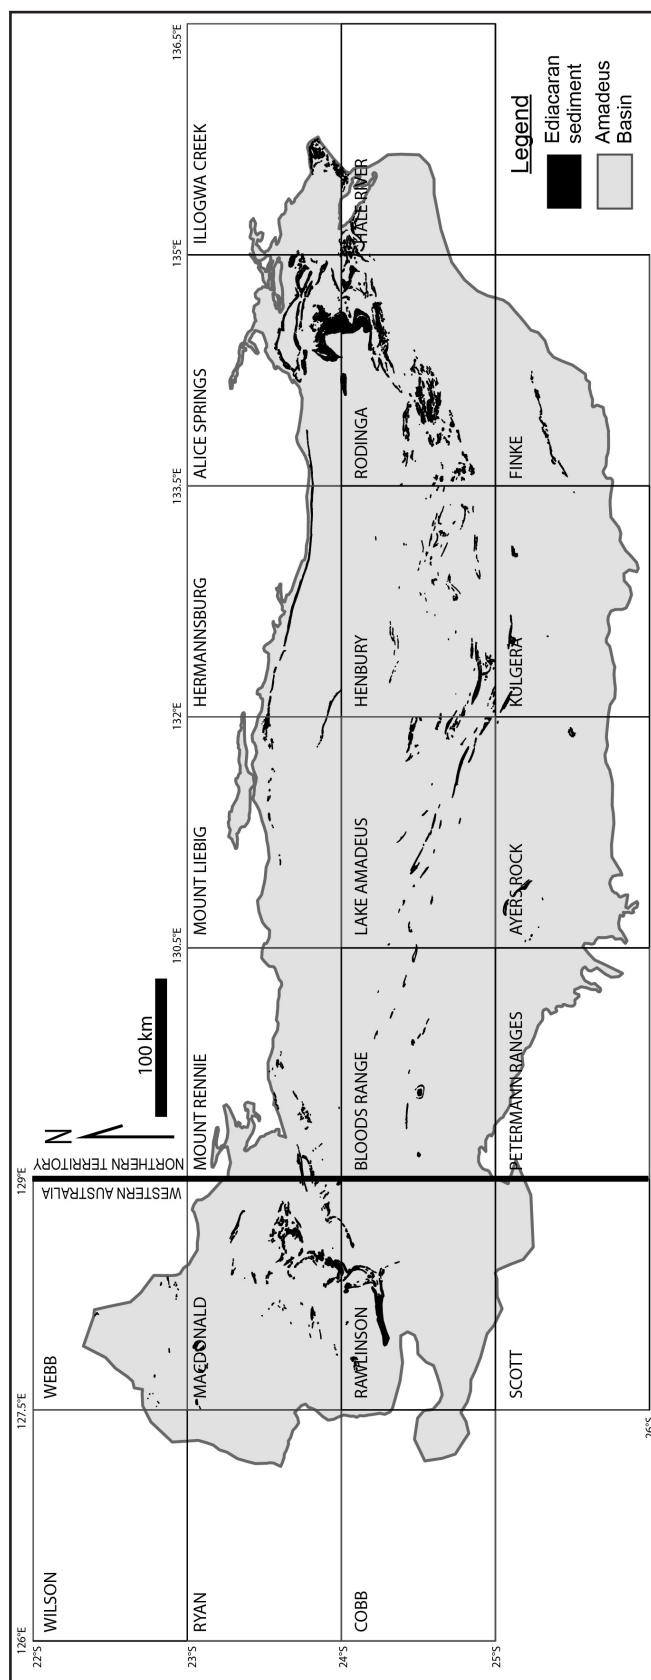 126°E
127.5°E
129°E
130.5°E
132°E
133.5°E
135°E
136.5°E
22°S
23°S
24°S
25°S
26°S
WESTERN AUSTRALIA
NORTHERN TERRITORY
N
100 km
WILSON
WEBB
RYAN
MACDONALD
MOUNT RENNIE
MOUNT LIEBIG
HERMANNSBURG
ALICE SPRINGS
ILLOGWA CREEK
COBB
RAWLINSON
BLOODS RANGE
LAKE AMADEUS
HENBURY
RODINGA
HALE RIVER
SCOTT
PETERMANN RANGES
AYERS ROCK
KULGERA
FINKE
Legend
Ediacaran
sediment
Amadeus
Basin